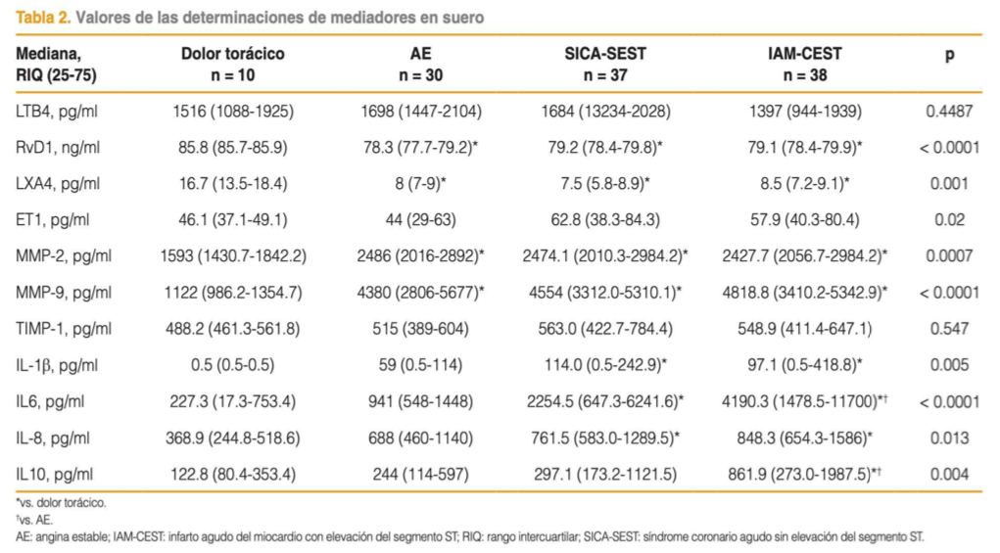 Tabla 2. Valores de las determinaciones de mediadores en suero
Mediana, RIQ (25-75) Dolor torácico n = 10 AE n = 30 SICA-SEST n = 37 IAM-CEST n = 38 p
LTB4, pg/ml 1516 (1088-1925) 1698 (1447-2104) 1684 (13234-2028) 1397 (944-1939) 0.4487
RvD1, ng/ml 85.8 (85.7-85.9) 78.3 (77.7-79.2)* 79.2 (78.4-79.8)* 79.1 (78.4-79.9)* < 0.0001
LXA4, pg/ml 16.7 (13.5-18.4) 8 (7-9)* 7.5 (5.8-8.9)* 8.5 (7.2-9.1)* 0.001
ET1, pg/ml 46.1 (37.1-49.1) 44 (29-63) 62.8 (38.3-84.3) 57.9 (40.3-80.4) 0.02
MMP-2, pg/ml 1593 (1430.7-1842.2) 2486 (2016-2892)* 2474.1 (2010.3-2984.2)* 2427.7 (2056.7-2984.2)* 0.0007
MMP-9, pg/ml 1122 (986.2-1354.7) 4380 (2806-5677)* 4554 (3312.0-5310.1)* 4818.8 (3410.2-5342.9)* < 0.0001
TIMP-1, pg/ml 488.2 (461.3-561.8) 515 (389-604) 563.0 (422.7-784.4) 548.9 (411.4-647.1) 0.547
IL-1β, pg/ml 0.5 (0.5-0.5) 59 (0.5-114) 114.0 (0.5-242.9)* 97.1 (0.5-418.8)* 0.005
IL6, pg/ml 227.3 (17.3-753.4) 941 (548-1448) 2254.5 (647.3-6241.6)* 4190.3 (1478.5-11700)*† < 0.0001
IL-8, pg/ml 368.9 (244.8-518.6) 688 (460-1140) 761.5 (583.0-1289.5)* 848.3 (654.3-1586)* 0.013
IL10, pg/ml 122.8 (80.4-353.4) 244 (114-597) 297.1 (173.2-1121.5) 861.9 (273.0-1987.5)*† 0.004
*vs. dolor torácico.
†vs. AE.
AE: angina estable; IAM-CEST: infarto agudo del miocardio con elevación del segmento ST; RIQ: rango intercuartilar; SICA-SEST: síndrome coronario agudo sin elevación del segmento ST.